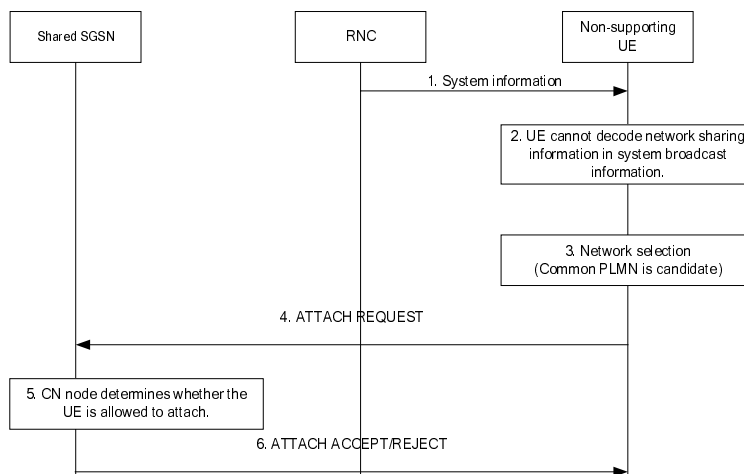 Shared SGSN
RNC
Non-supporting
UE
1. System information
2. UE cannot decode network sharing
information in system broadcast
information.
3. Network selection
(Common PLMN is candidate)
4. ATTACH REQUEST
5. CN node determines whether the
UE is allowed to attach.
6. ATTACH ACCEPT/REJECT